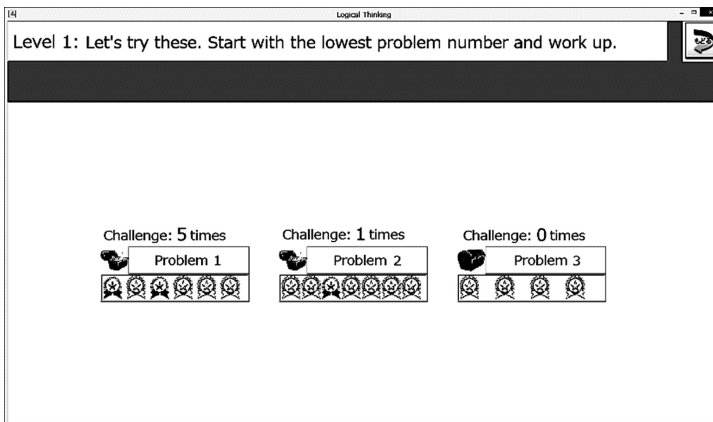 Logical Thinking
Level 1: Let's try these. Start with the lowest problem number and work up.
Challenge: 5 times
Problem 1
Challenge: 1 times
Problem 2
Challenge: 0 times
Problem 3